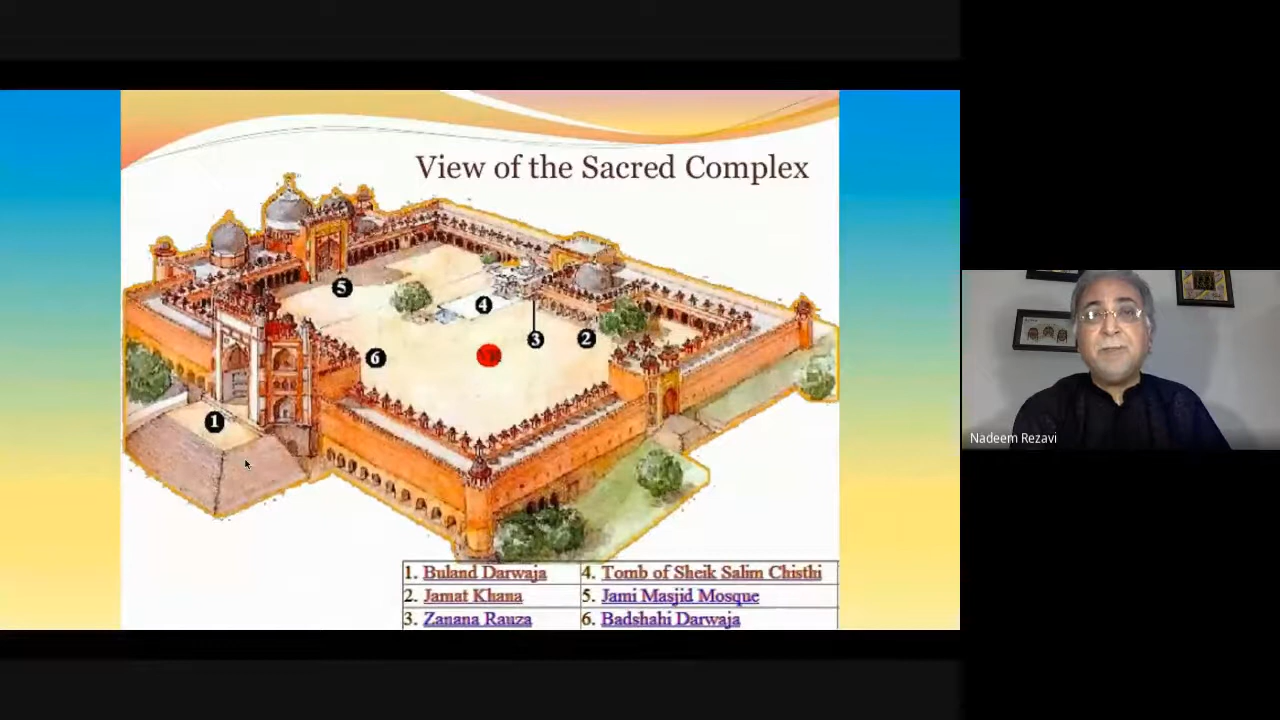 View of the Sacred Complex
5
4
3
2
6
1
1. Buland Darwaja
4. Tomb of Sheik Salim Chisthi
2. Jamat Khana
5. Jami Masjid Mosque
3. Zanana Rauza
6. Badshahi Darwaja
Nadeem Rezavi